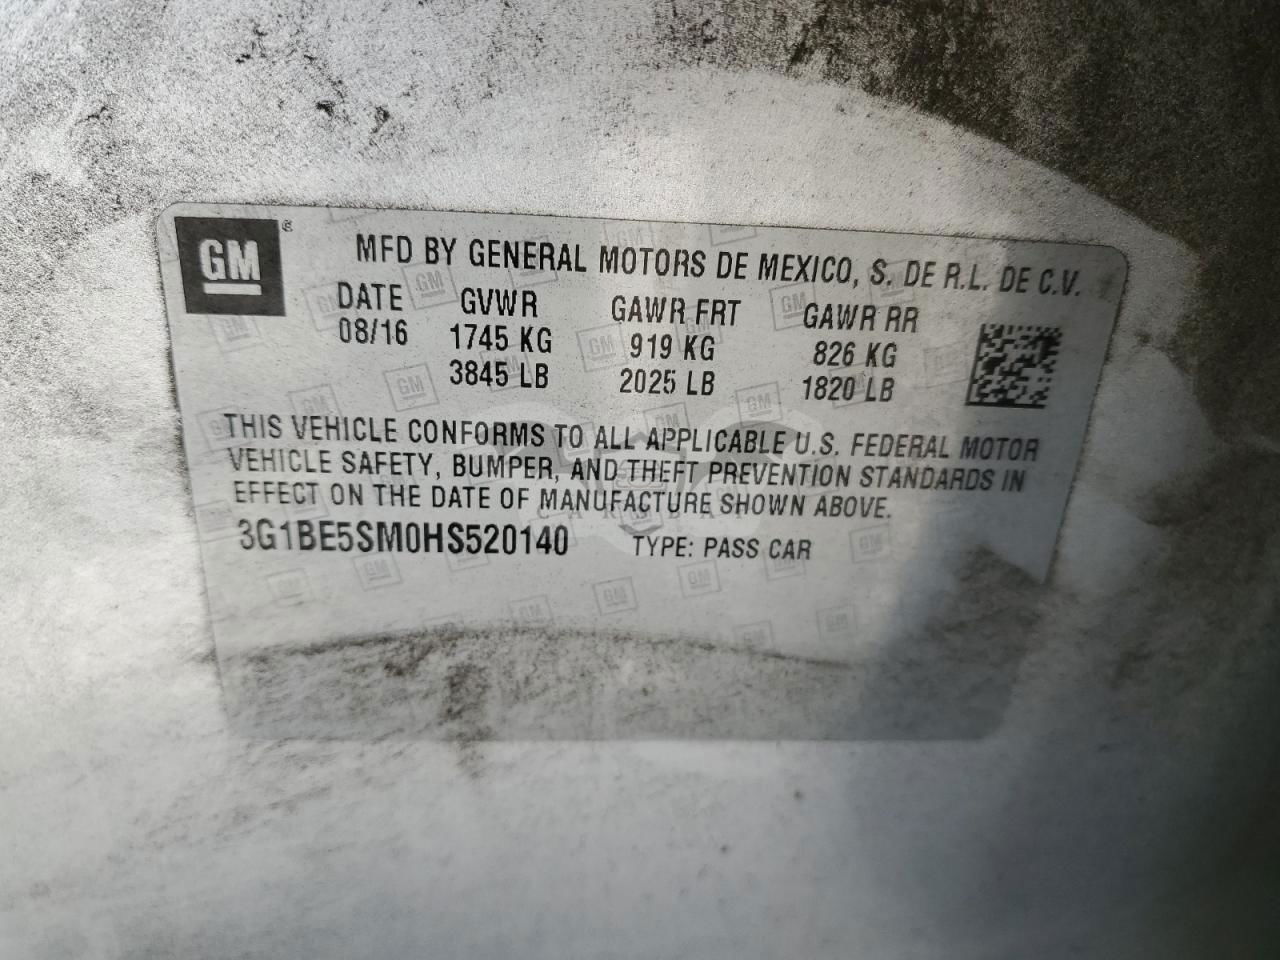 GM ®
MFD BY GENERAL MOTORS DE MEXICO, S. DE R.L. DE C.V.
DATE GVWR GAWR FRT GAWR RR
08/16 1745 KG 919 KG 826 KG
3845 LB 2025 LB 1820 LB
THIS VEHICLE CONFORMS TO ALL APPLICABLE U.S. FEDERAL MOTOR
VEHICLE SAFETY, BUMPER, AND THEFT PREVENTION STANDARDS IN
EFFECT ON THE DATE OF MANUFACTURE SHOWN ABOVE.
3G1BE5SM0HS520140 TYPE: PASS CAR